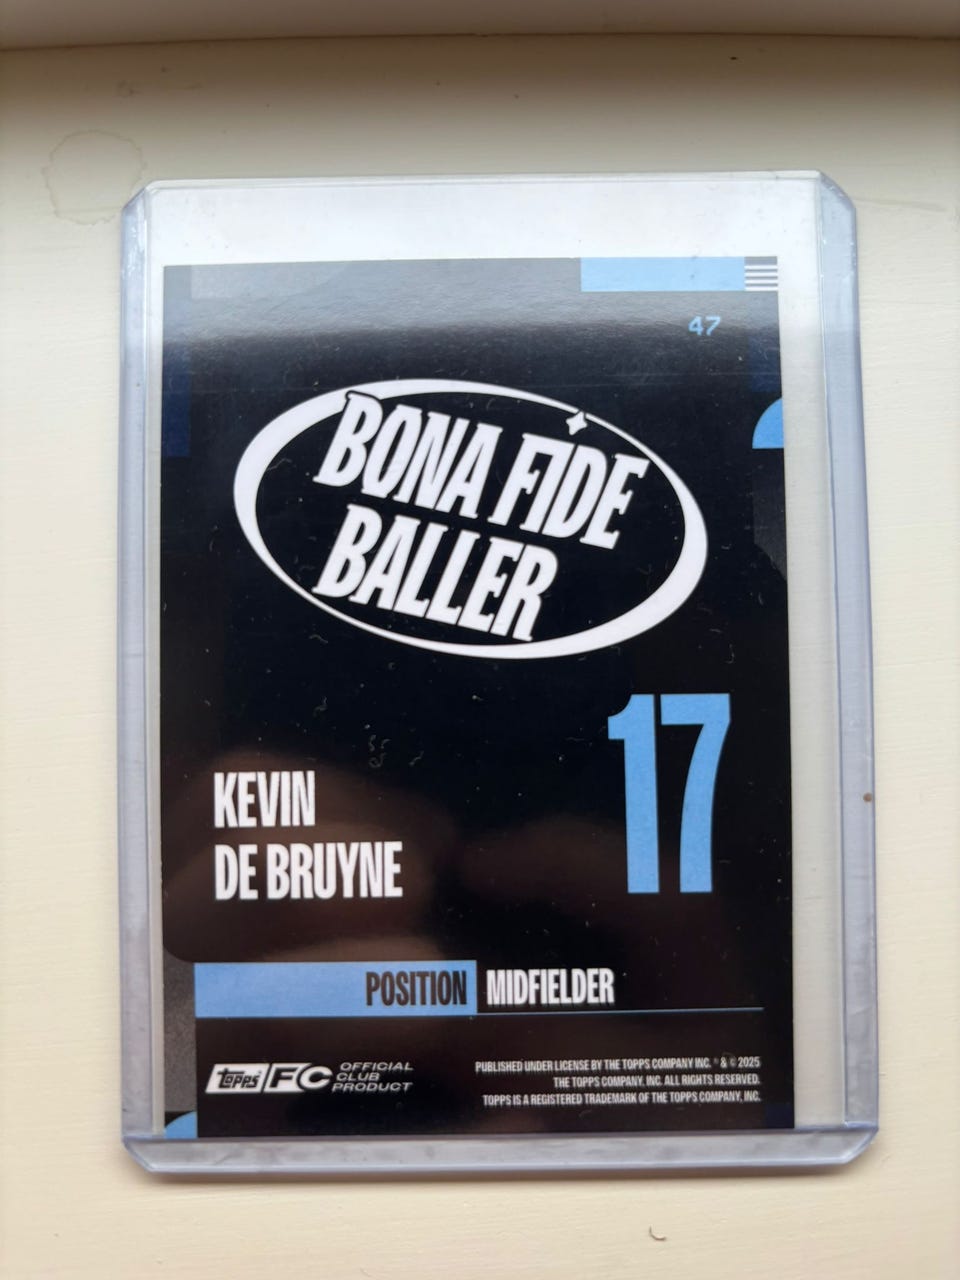 47
BONA FIDE
BALLER
17
KEVIN
DE BRUYNE
POSITION MIDFIELDER
Topps FC OFFICIAL
CLUB
PRODUCT
PUBLISHED UNDER LICENSE BY THE TOPPS COMPANY INC. ® & © 2025
THE TOPPS COMPANY, INC. ALL RIGHTS RESERVED.
TOPPS IS A REGISTERED TRADEMARK OF THE TOPPS COMPANY, INC.